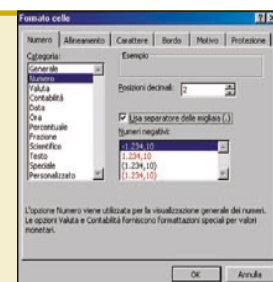 Formato celle
Numero Allineamento Carattere Bordo Motivo Protezione
Categoria:
Generale
Numero
Valuta
Contabilità
Data
Ora
Percentuale
Frazione
Scientifico
Testo
Speciale
Personalizzato
Esempio
Posizioni decimali: 2
Usa separatore delle migliaia (.)
Numeri negativi:
-1.234,10
1.234,10
(1.234,10)
(1.234,10)
L'opzione Numero viene utilizzata per la visualizzazione generale dei numeri.
Le opzioni Valuta e Contabilità forniscono formattazioni speciali per valori
monetari.
OK Annulla